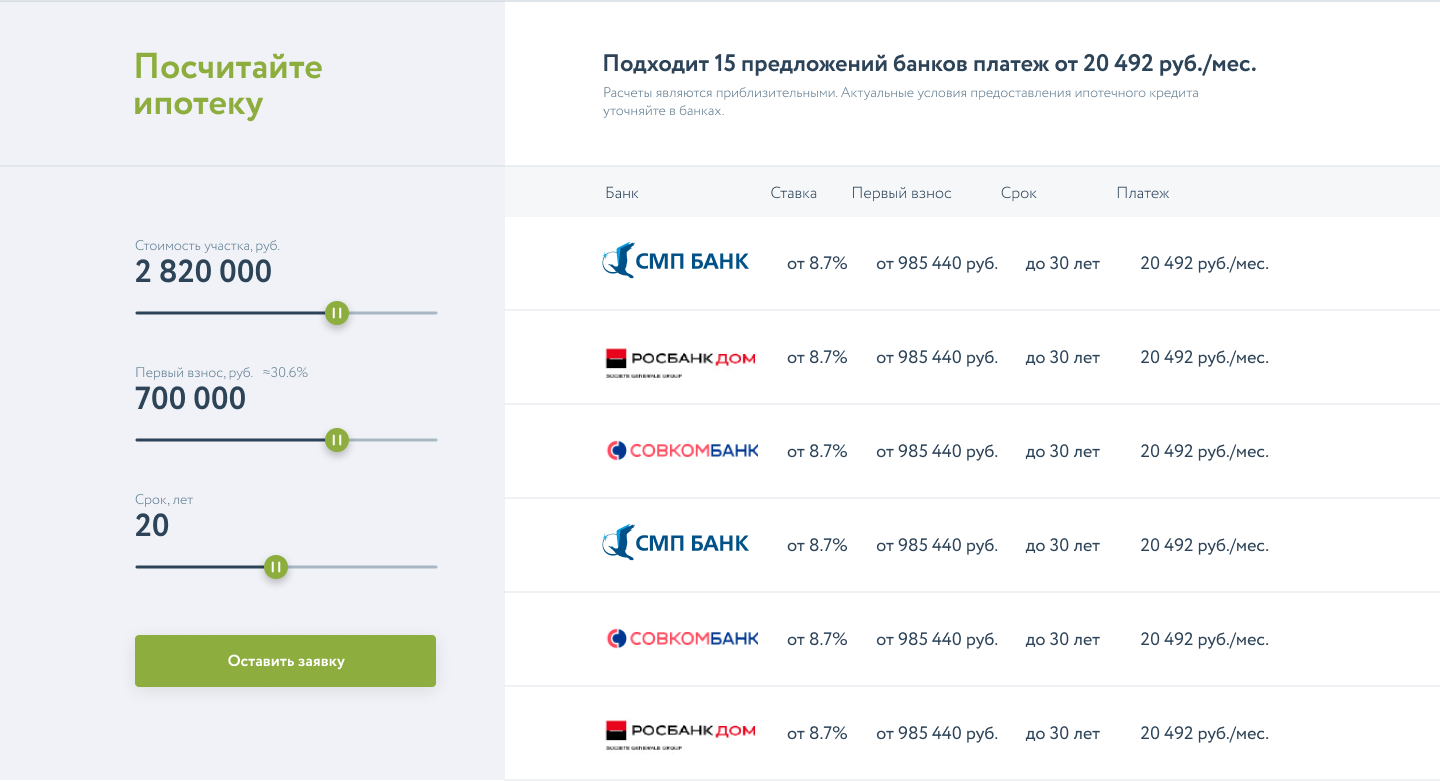 Посчитайте
ипотеку
Подходит 15 предложений банков платеж от 20 492 руб./мес.
Расчеты являются приблизительными. Актуальные условия предоставления ипотечного кредита
уточняйте в банках.
Стоимость участка, руб.
2 820 000
Первый взнос, руб. ≈30.6%
700 000
Срок, лет
20
Оставить заявку
Банк Ставка Первый взнос Срок Платеж
СМП БАНК от 8.7% от 985 440 руб. до 30 лет 20 492 руб./мес.
РОСБАНК ДОМ от 8.7% от 985 440 руб. до 30 лет 20 492 руб./мес.
SOCIETE GENERALE GROUP
СОВКОМБАНК от 8.7% от 985 440 руб. до 30 лет 20 492 руб./мес.
СМП БАНК от 8.7% от 985 440 руб. до 30 лет 20 492 руб./мес.
СОВКОМБАНК от 8.7% от 985 440 руб. до 30 лет 20 492 руб./мес.
РОСБАНК ДОМ от 8.7% от 985 440 руб. до 30 лет 20 492 руб./мес.
SOCIETE GENERALE GROUP